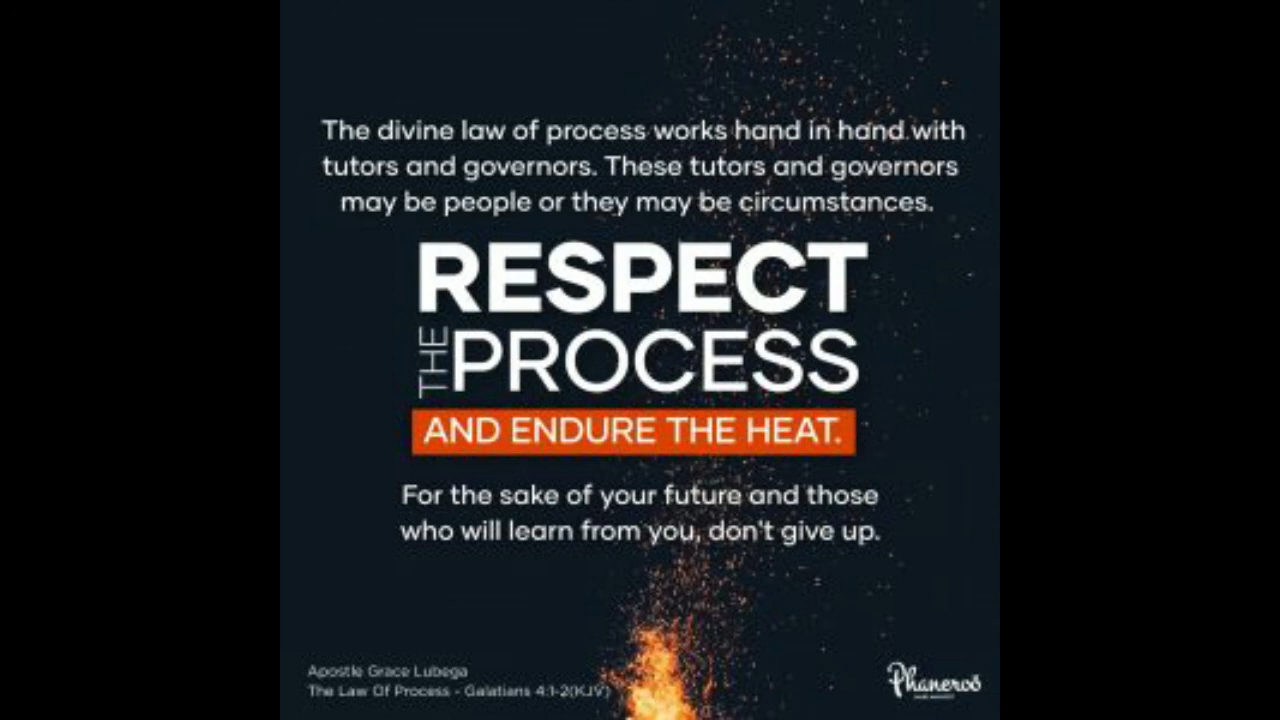 The divine law of process works hand in hand with
tutors and governors. These tutors and governors
may be people or they may be circumstances.
RESPECT
THE PROCESS
AND ENDURE THE HEAT.
For the sake of your future and those
who will learn from you, don't give up.
Apostle Grace Lubega
The Law Of Process - Galatians 4:1-2(KJV)
Phaneroo